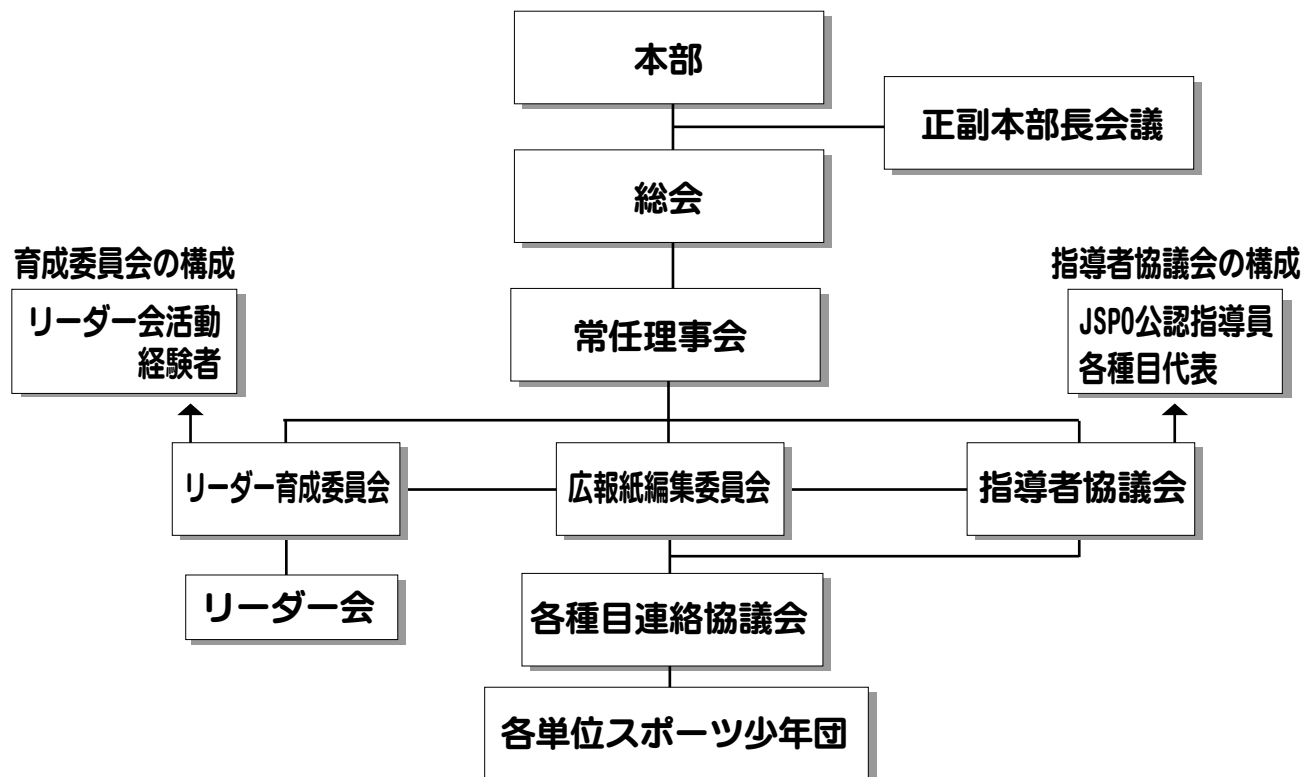 本部
正副本部長会議
総会
育成委員会の構成
リーダー会活動
経験者
指導者協議会の構成
JSPO公認指導員
各種目代表
常任理事会
リーダー育成委員会
広報紙編集委員会
指導者協議会
リーダー会
各種目連絡協議会
各単位スポーツ少年団